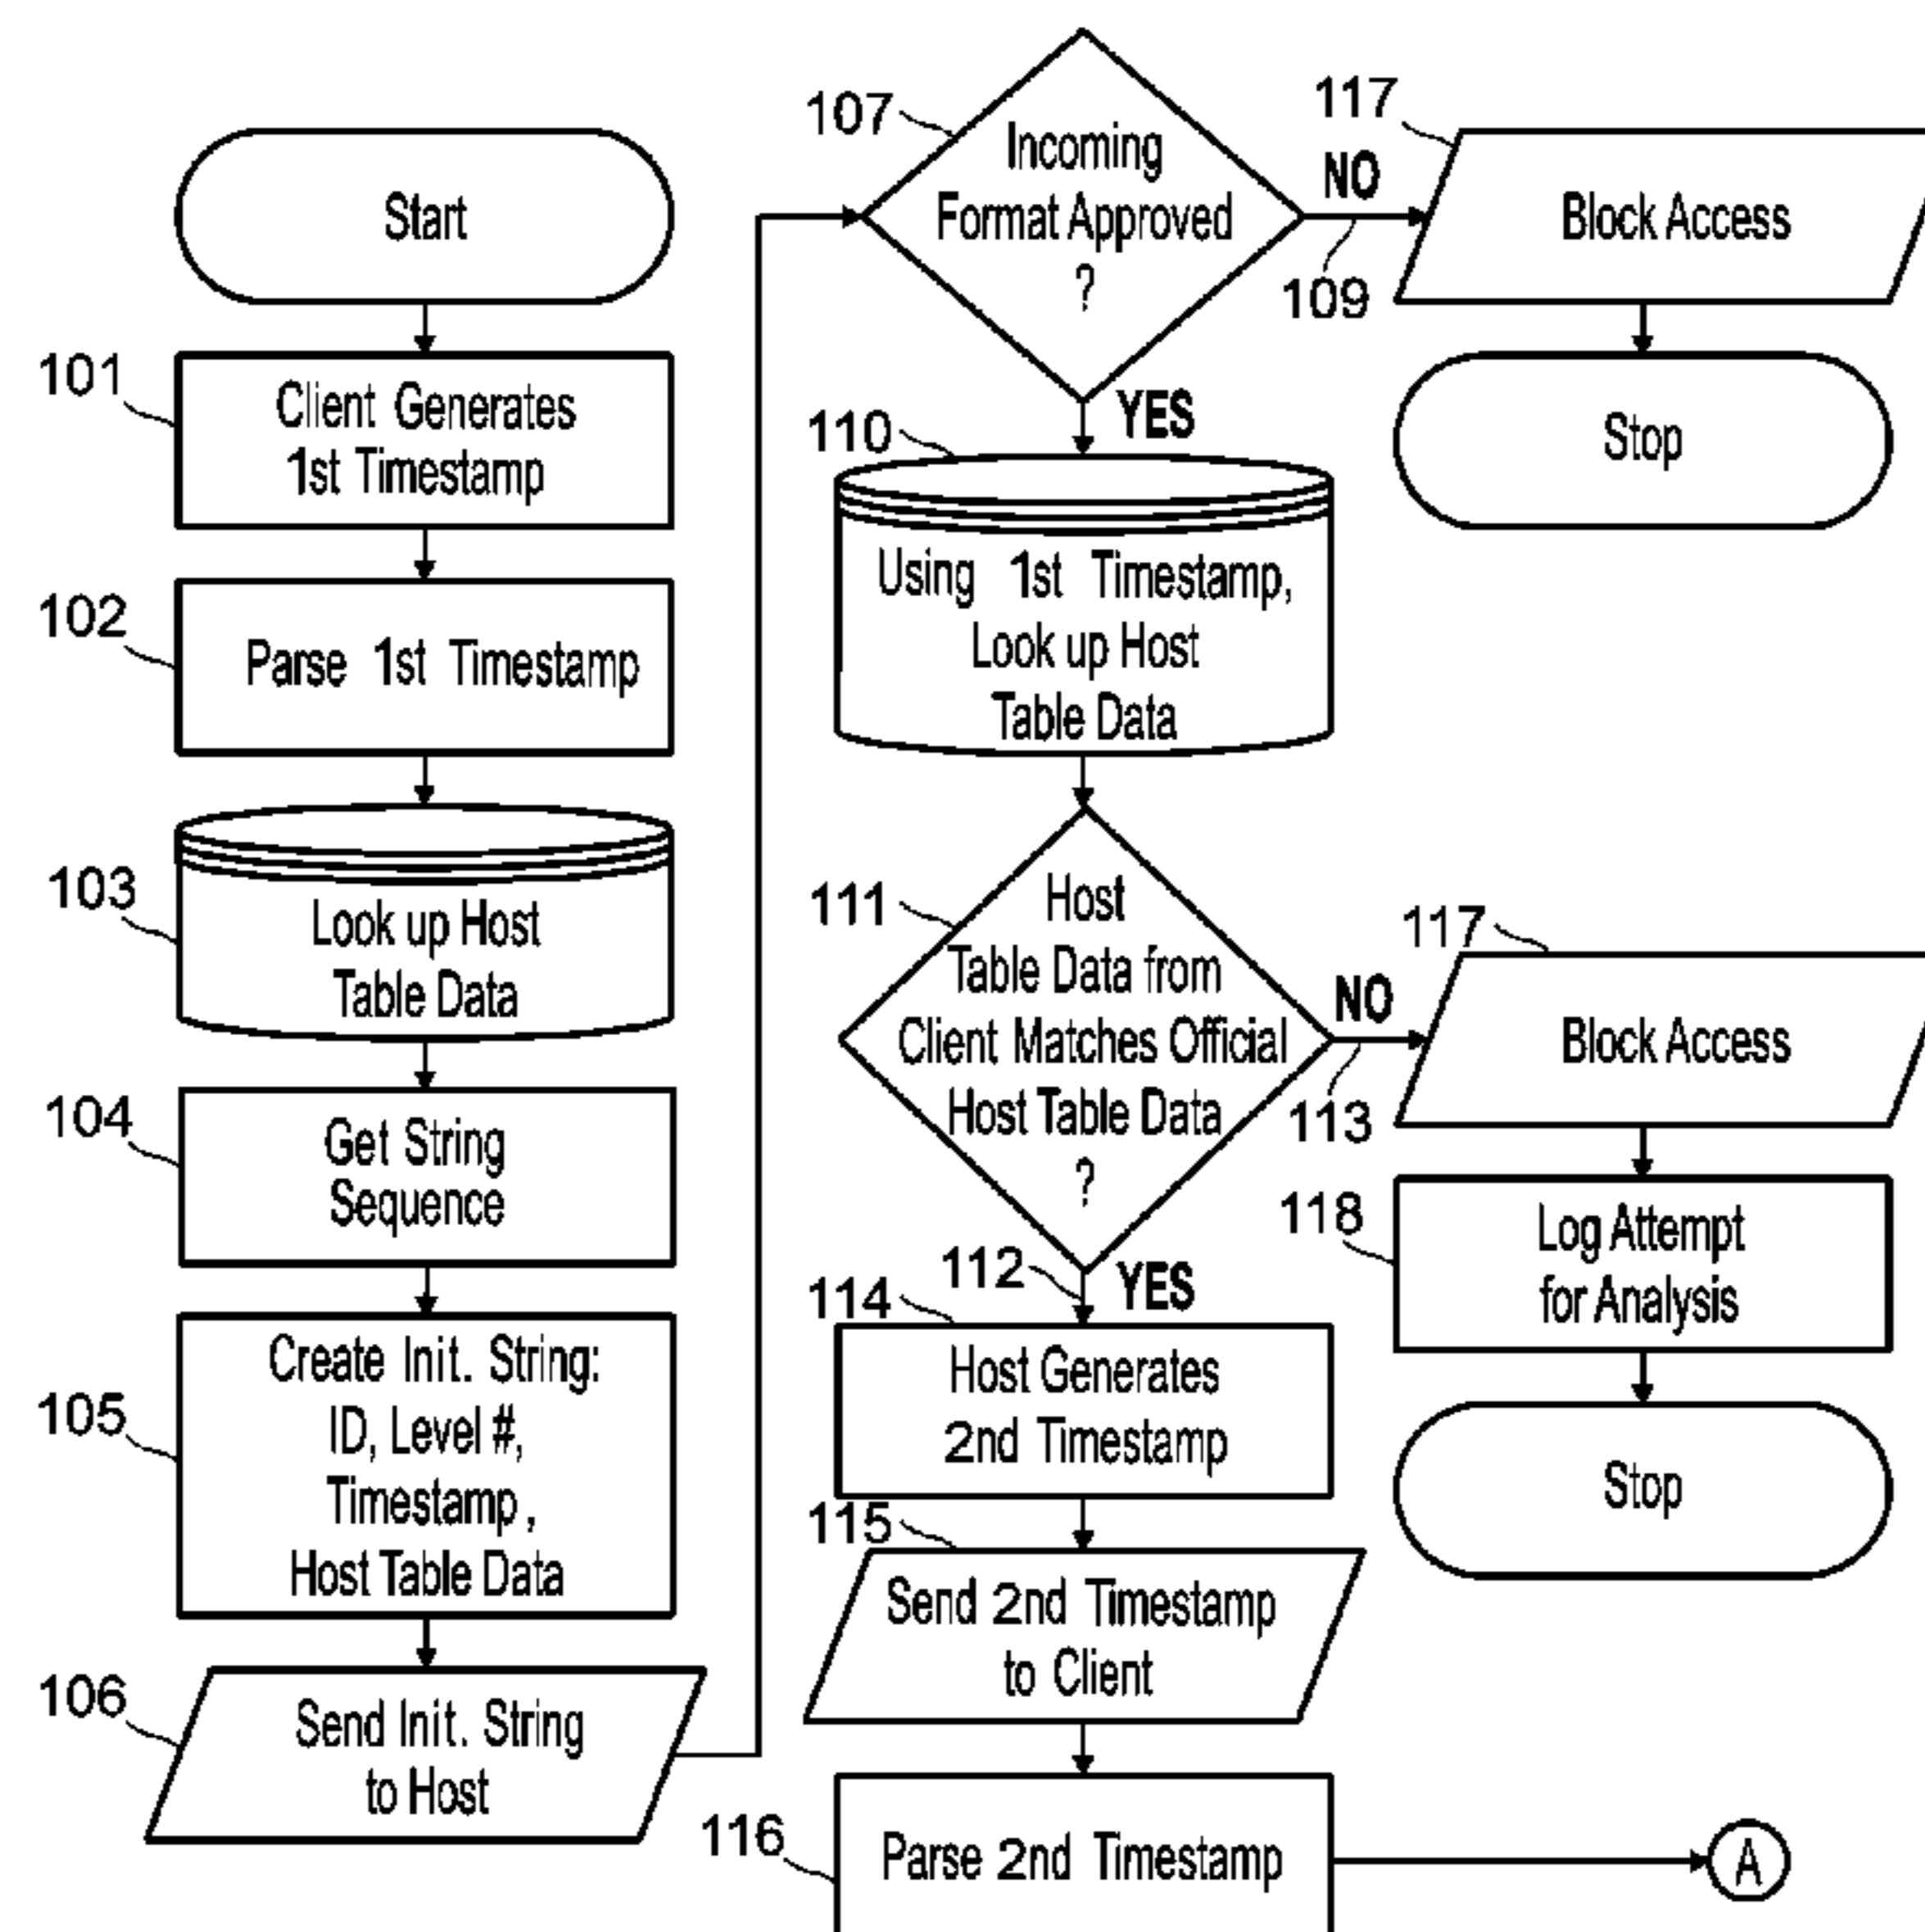 Start
101
Client Generates
1st Timestamp
102
Parse 1st Timestamp
103
Look up Host
Table Data
104
Get String
Sequence
105
Create Init. String:
ID, Level #,
Timestamp,
Host Table Data
106
Send Init. String
to Host
107
Incoming
Format Approved
?
NO
109
117
Block Access
Stop
YES
110
Using 1st Timestamp,
Look up Host
Table Data
111
Host
Table Data from
Client Matches Official
Host Table Data
?
NO
113
117
Block Access
118
Log Attempt
for Analysis
Stop
112
YES
114
Host Generates
2nd Timestamp
115
Send 2nd Timestamp
to Client
116
Parse 2nd Timestamp
A